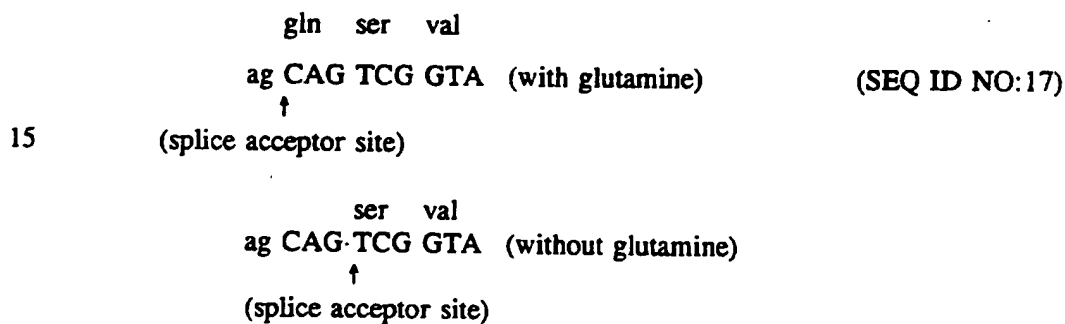 gln ser val
ag CAG TCG GTA (with glutamine) (SEQ ID NO:17)
↑
15 (splice acceptor site)
ser val
ag CAG·TCG GTA (without glutamine)
↑
(splice acceptor site)